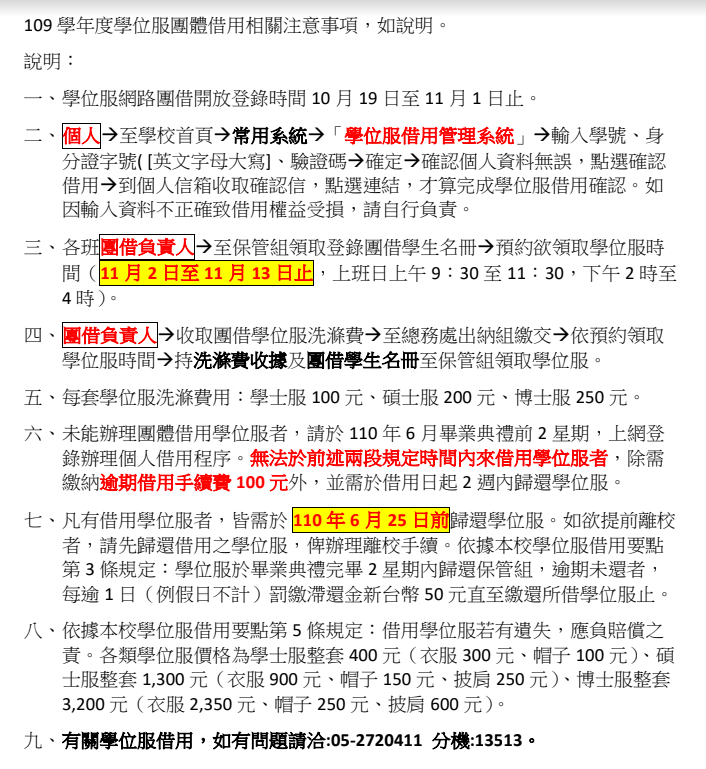 109 學年度學位服團體借用相關注意事項，如說明。
說明：
一、學位服網路團借開放登錄時間 10 月 19 日至 11 月 1 日止。
二、個人→至學校首頁→常用系統→「學位服借用管理系統」→輸入學號、身
分證字號( [英文字母大寫]、驗證碼→確定→確認個人資料無誤，點選確認
借用→到個人信箱收取確認信，點選連結，才算完成學位服借用確認。如
因輸入資料不正確致借用權益受損，請自行負責。
三、各班團借負責人→至保管組領取登錄團借學生名冊→預約欲領取學位服時
間（11 月 2 日至 11 月 13 日止，上班日上午 9：30 至 11：30，下午 2 時至
4 時）。
四、團借負責人→收取團借學位服洗滌費→至總務處出納組繳交→依預約領取
學位服時間→持洗滌費收據及團借學生名冊至保管組領取學位服。
五、每套學位服洗滌費用：學士服 100 元、碩士服 200 元、博士服 250 元。
六、未能辦理團體借用學位服者，請於 110 年 6 月畢業典禮前 2 星期，上網登
錄辦理個人借用程序。無法於前述兩段規定時間內來借用學位服者，除需
繳納逾期借用手續費 100 元外，並需於借用日起 2 週內歸還學位服。
七、凡有借用學位服者，皆需於 110 年 6 月 25 日前歸還學位服。如欲提前離校
者，請先歸還借用之學位服，俾辦理離校手續。依據本校學位服借用要點
第 3 條規定：學位服於畢業典禮完畢 2 星期內歸還保管組，逾期未還者，
每逾 1 日（例假日不計）罰繳滯還金新台幣 50 元直至繳還所借學位服止。
八、依據本校學位服借用要點第 5 條規定：借用學位服若有遺失，應負賠償之
責。各類學位服價格為學士服整套 400 元（衣服 300 元、帽子 100 元）、碩
士服整套 1,300 元（衣服 900 元、帽子 150 元、披肩 250 元）、博士服整套
3,200 元（衣服 2,350 元、帽子 250 元、披肩 600 元）。
九、有關學位服借用，如有問題請洽:05-2720411 分機:13513。